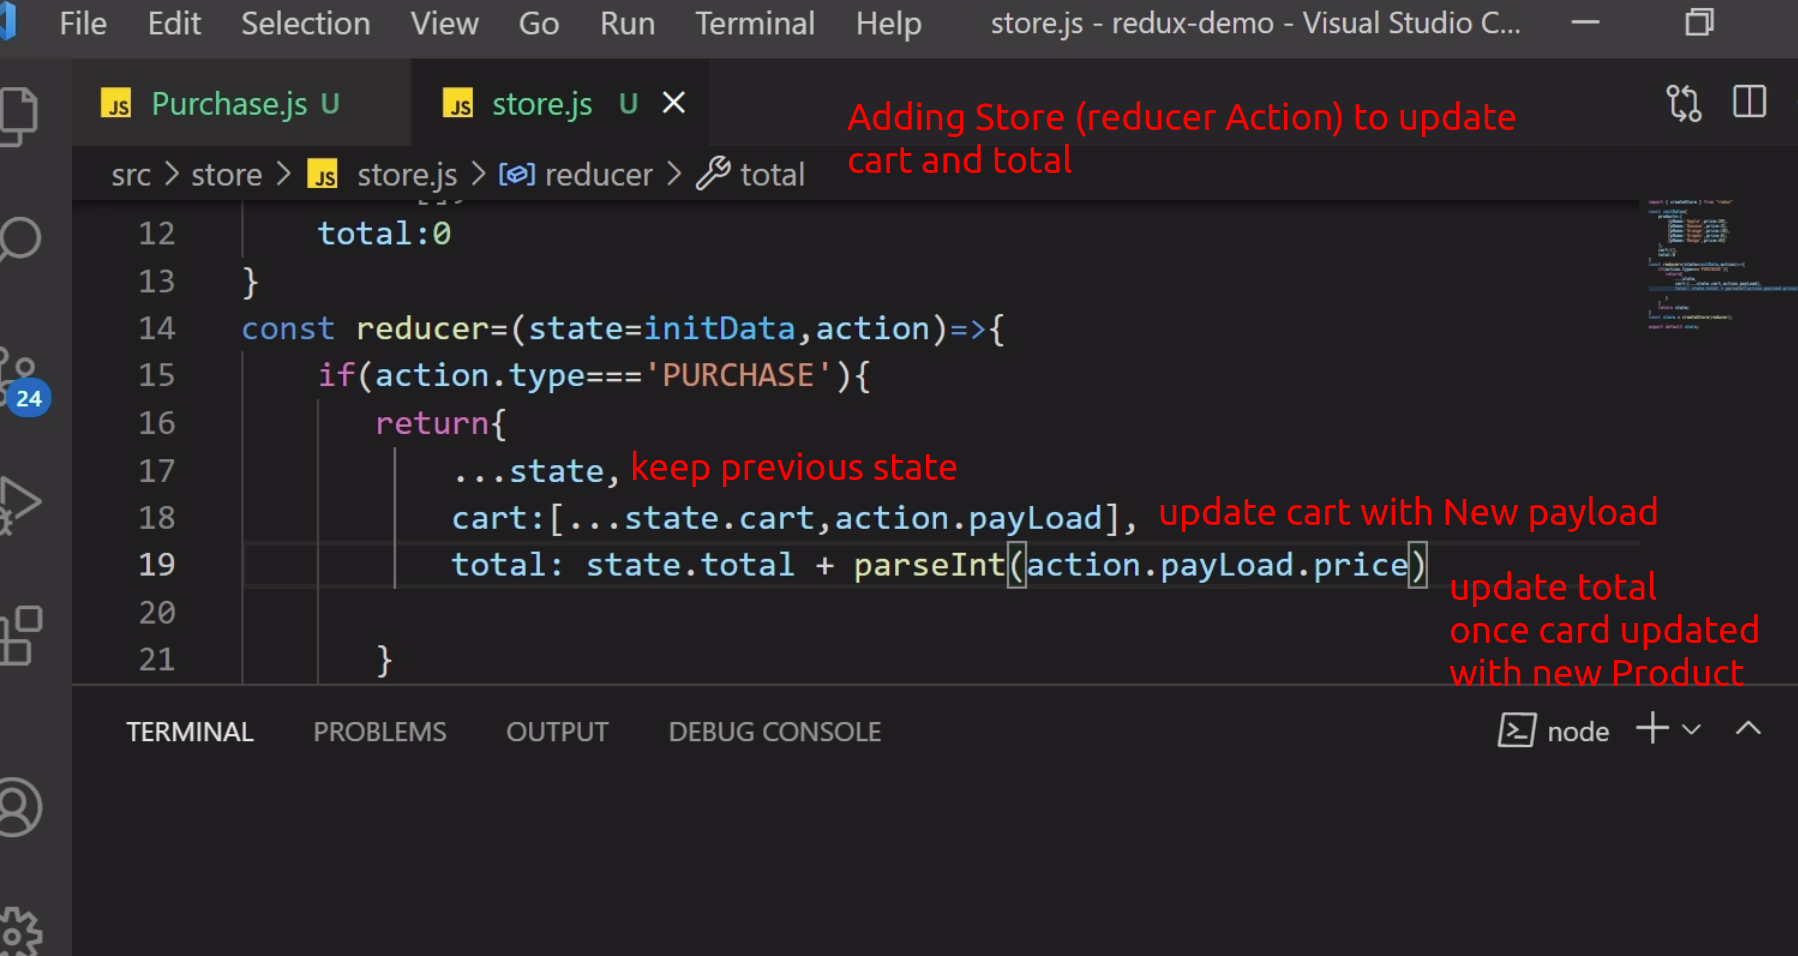 File Edit Selection View Go Run Terminal Help store.js - redux-demo - Visual Studio C...
JS Purchase.js U JS store.js U
Adding Store (reducer Action) to update
cart and total
src > store > JS store.js > reducer > total
12 total:0
13 }
14 const reducer=(state=initData,action)=>{
15 if(action.type==='PURCHASE'){
16 return{
17 ...state, keep previous state
18 cart:[...state.cart,action.payLoad], update cart with New payload
19 total: state.total + parseInt(action.payLoad.price)
update total
once card updated
with new Product
20
21 }
24
TERMINAL PROBLEMS OUTPUT DEBUG CONSOLE node